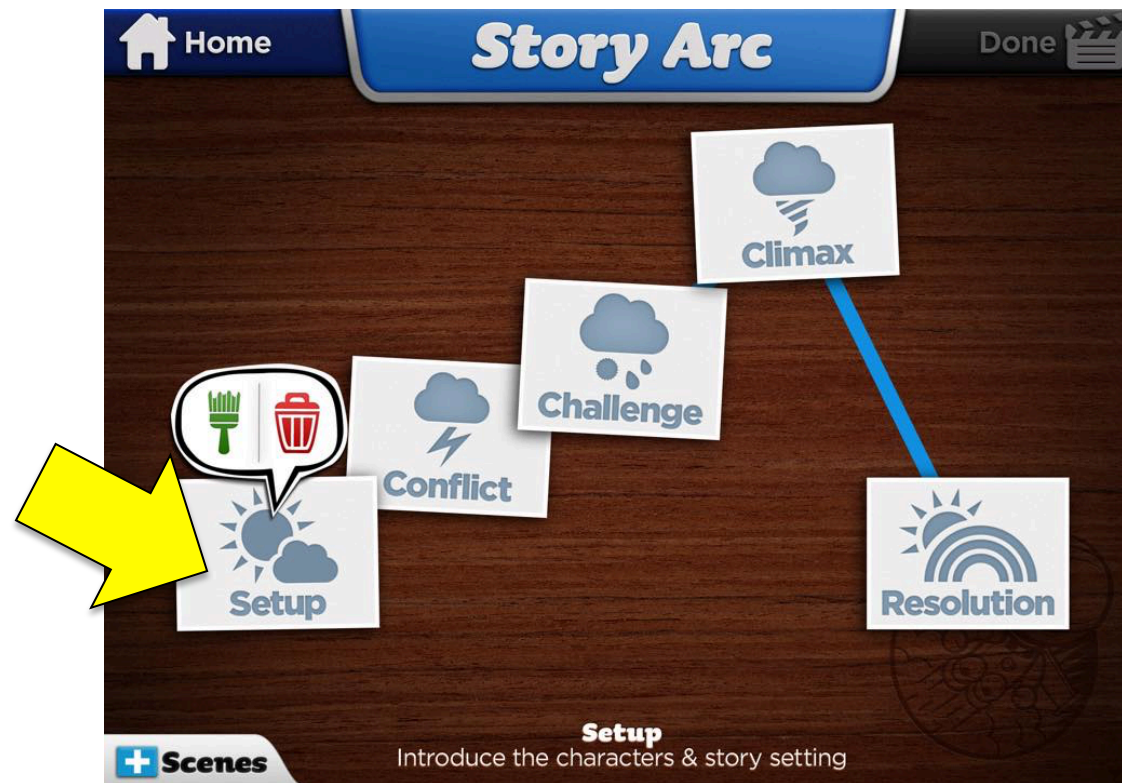 Home
Story Arc
Done
Climax
Challenge
Conflict
Setup
Resolution
Setup
Introduce the characters & story setting
Scenes